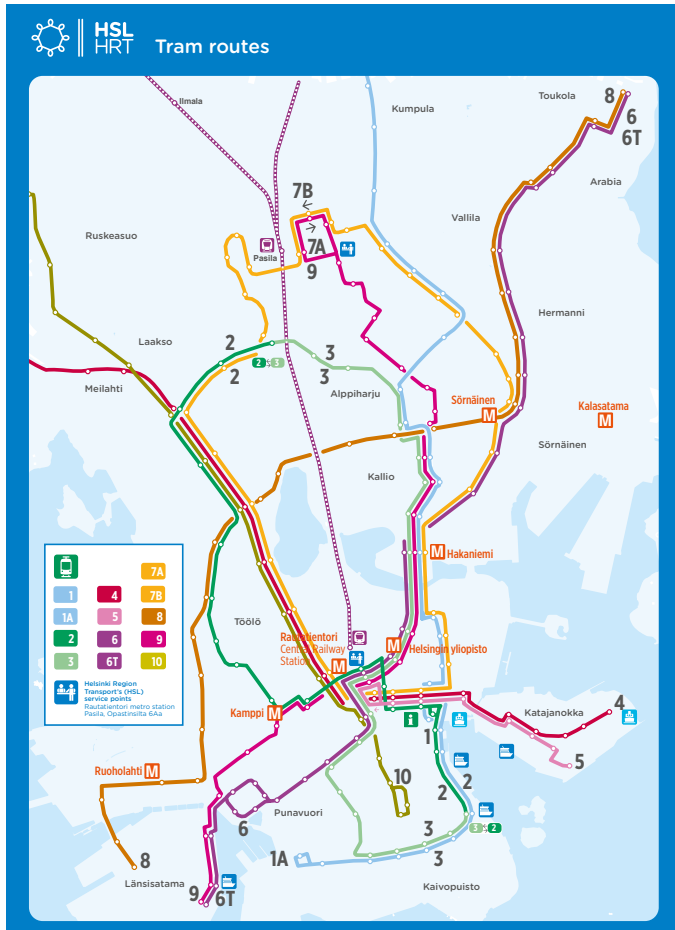 HSL
HRT
Tram routes
Ilmala
Kumpula
Toukola
8
6
6T
Arabia
7B
Vallila
Ruskeasuo
7A
Pasila
9
Hermanni
Laakso
2
3
2
2 3
3
Meilahti
Alppiharju
Sörnäinen
M
Kalasatama
M
Sörnäinen
Kallio
M Hakaniemi
7A
1 4 7B
1A 5 8
2 6 9
3 6T 10
Helsinki Region
Transport's (HSL)
service points
Rautatientori metro station
Pasila, Opastinsilta 6Aa
Töölö
Rautatientori
Central Railway
Station
M
M
Helsingin yliopisto
Kamppi M
4
Katajanokka
1
5
Ruoholahti M
10
2
2
Punavuori
6
3
3 2
1A
3
8
Länsisatama
9 6T
Kaivopuisto